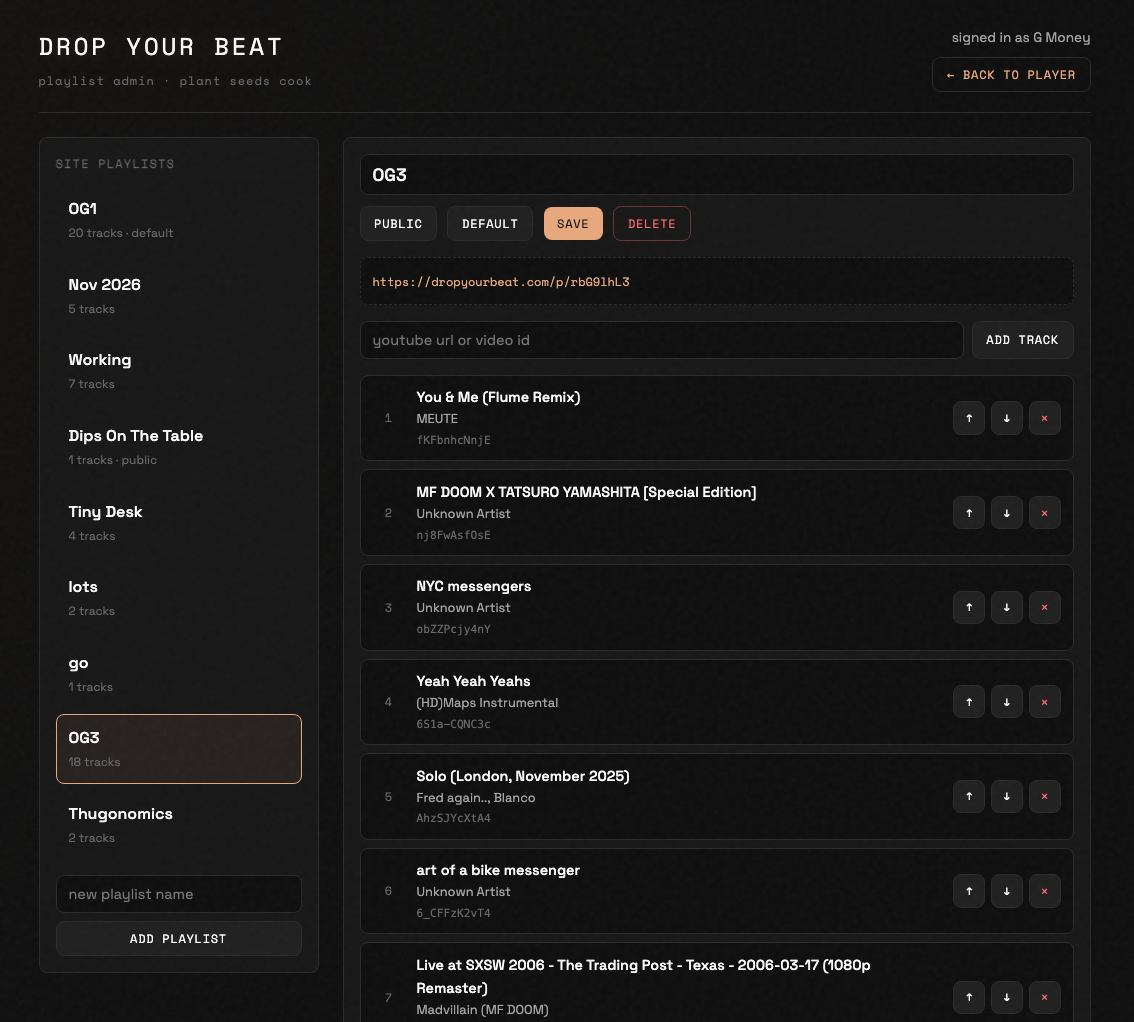 DROP YOUR BEAT
playlist admin · plant seeds cook
signed in as G Money
← BACK TO PLAYER
SITE PLAYLISTS
OG1
20 tracks · default
Nov 2026
5 tracks
Working
7 tracks
Dips On The Table
1 tracks · public
Tiny Desk
4 tracks
lots
2 tracks
go
1 tracks
OG3
18 tracks
Thugonomics
2 tracks
new playlist name
ADD PLAYLIST
OG3
PUBLIC DEFAULT SAVE DELETE
https://dropyourbeat.com/p/rbG9lhL3
youtube url or video id
ADD TRACK
1
You & Me (Flume Remix)
MEUTE
fKFbnhcNnjE
↑ ↓ ×
2
MF DOOM X TATSURO YAMASHITA [Special Edition]
Unknown Artist
nj8FwAsfOsE
↑ ↓ ×
3
NYC messengers
Unknown Artist
obZZPcjy4nY
↑ ↓ ×
4
Yeah Yeah Yeahs
(HD)Maps Instrumental
6S1a−CQNC3c
↑ ↓ ×
5
Solo (London, November 2025)
Fred again.., Blanco
AhzSJYcXtA4
↑ ↓ ×
6
art of a bike messenger
Unknown Artist
6_CFFzK2vT4
↑ ↓ ×
7
Live at SXSW 2006 - The Trading Post - Texas - 2006-03-17 (1080p
Remaster)
Madvillain (MF DOOM)
↑ ↓ ×